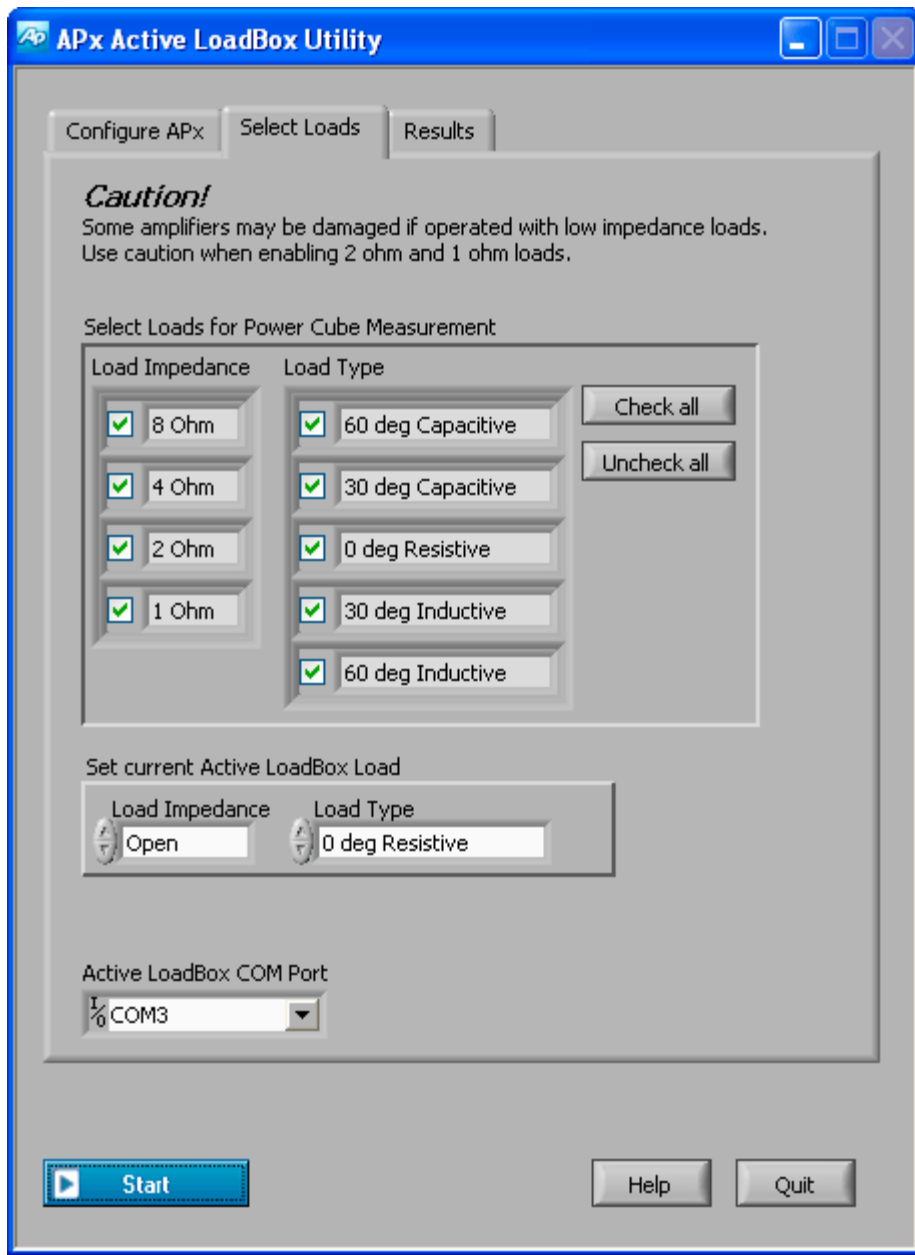 Ap APx Active LoadBox Utility
Configure APx Select Loads Results
Caution!
Some amplifiers may be damaged if operated with low impedance loads.
Use caution when enabling 2 ohm and 1 ohm loads.
Select Loads for Power Cube Measurement
Load Impedance Load Type
8 Ohm 60 deg Capacitive Check all
4 Ohm 30 deg Capacitive Uncheck all
2 Ohm 0 deg Resistive
1 Ohm 30 deg Inductive
60 deg Inductive
Set current Active LoadBox Load
Load Impedance Load Type
Open 0 deg Resistive
Active LoadBox COM Port
I/O COM3
Start Help Quit